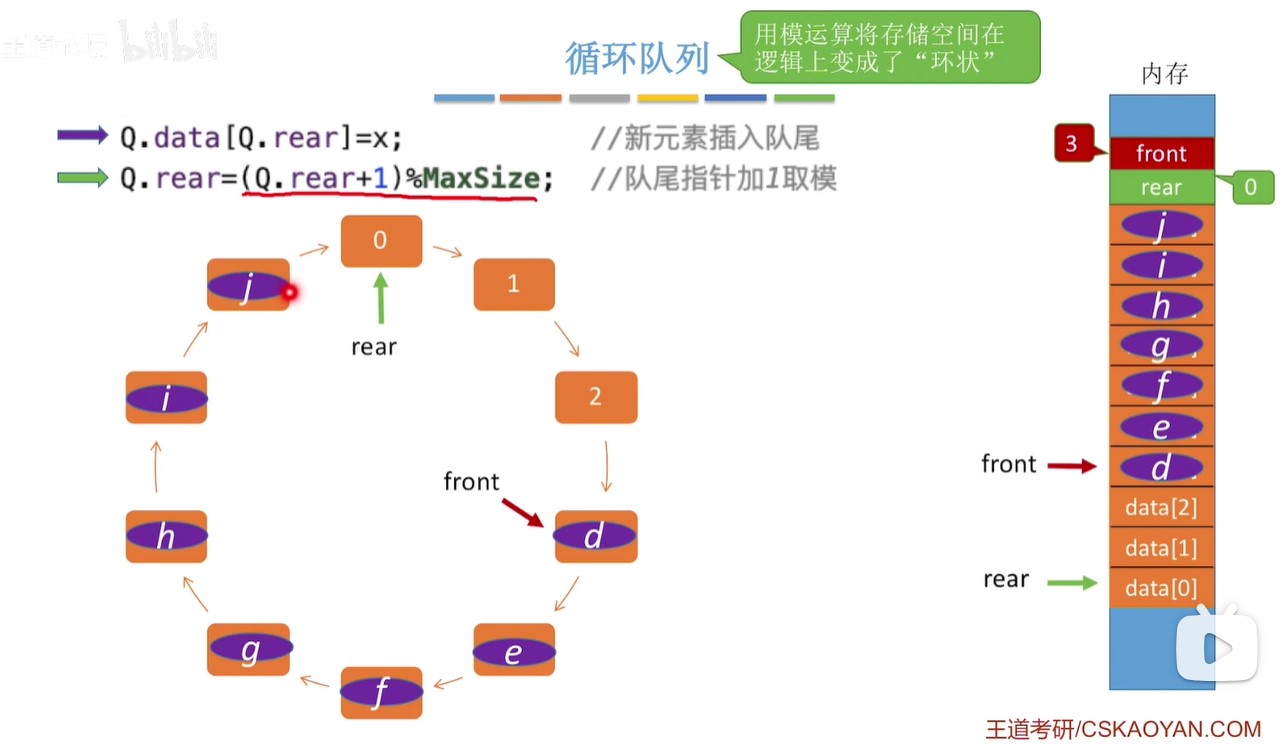 王道论坛 bilibili
循环队列
用模运算将存储空间在
逻辑上变成了“环状”
Q.data[Q.rear]=x; //新元素插入队尾
Q.rear=(Q.rear+1)%MaxSize; //队尾指针加1取模
0
1
2
d
e
f
g
h
i
j
rear
front
内存
3
front
rear
0
j
i
h
g
f
e
front
d
data[2]
data[1]
rear
data[0]
王道考研/CSKAOYAN.COM